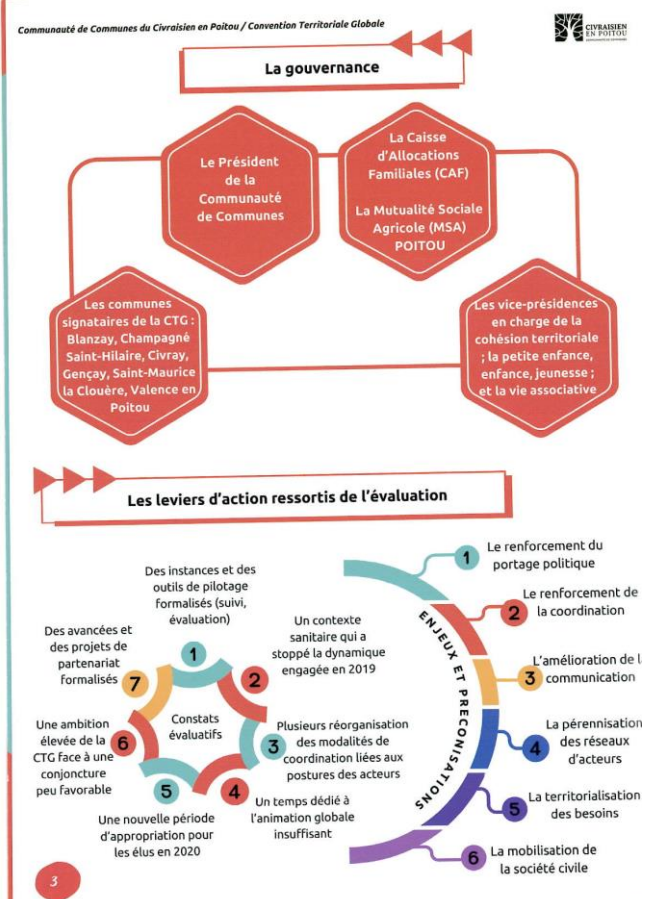 Communauté de Communes du Civraisien en Poitou / Convention Territoriale Globale
CIVRAISIEN
EN POITOU
La gouvernance
Le Président
de la
Communauté
de Communes
La Caisse
d'Allocations
Familiales (CAF)
La Mutualité Sociale
Agricole (MSA)
POITOU
Les communes
signataires de la CTG :
Blanzay, Champagné
Saint-Hilaire, Civray,
Gençay, Saint-Maurice
la Clouère, Valence en
Poitou
Les vice-présidences
en charge de la
cohésion territoriale
; la petite enfance,
enfance, jeunesse ;
et la vie associative
Les leviers d'action ressortis de l'évaluation
Constats
évaluatifs
1
Des instances et des
outils de pilotage
formalisés (suivi,
évaluation)
2
Un contexte
sanitaire qui a
stoppé la dynamique
engagée en 2019
3
Plusieurs réorganisation
des modalités de
coordination liées aux
postures des acteurs
4
Un temps dédié à
l'animation globale
insuffisant
5
Une nouvelle période
d'appropriation pour
les élus en 2020
6
Une ambition
élevée de la
CTG face à une
conjoncture
peu favorable
7
Des avancées et
des projets de
partenariat
formalisés
ENJEUX ET PRECONISATIONS
1
Le renforcement du
portage politique
2
Le renforcement de
la coordination
3
L'amélioration de l
communication
4
La pérennisation
des réseaux
d'acteurs
5
La territorialisation
des besoins
6
La mobilisation de
la société civile
3